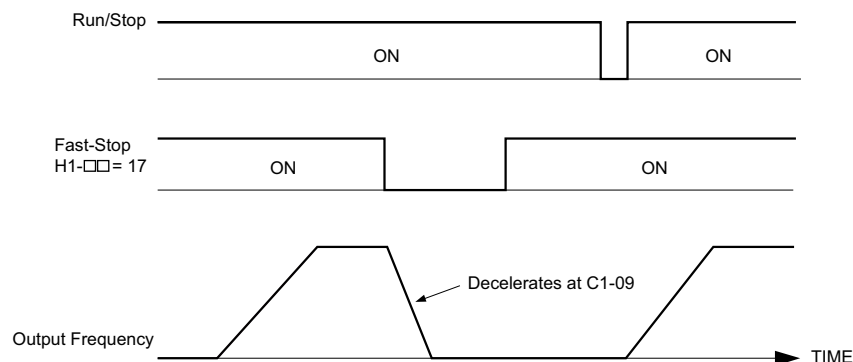 Run/Stop
ON
ON
Fast-Stop
H1-□□= 17
ON
ON
Decelerates at C1-09
Output Frequency
TIME